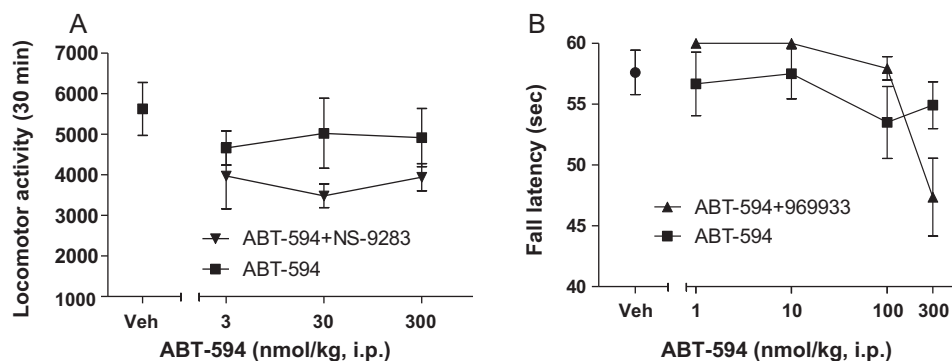 A
Locomotor activity (30 min)
7000
6000
5000
4000
3000
2000
1000
ABT-594+NS-9283
ABT-594
Veh 3 30 300
ABT-594 (nmol/kg, i.p.)
B
Fall latency (sec)
60
55
50
45
40
ABT-594+969933
ABT-594
Veh 1 10 100 300
ABT-594 (nmol/kg, i.p.)